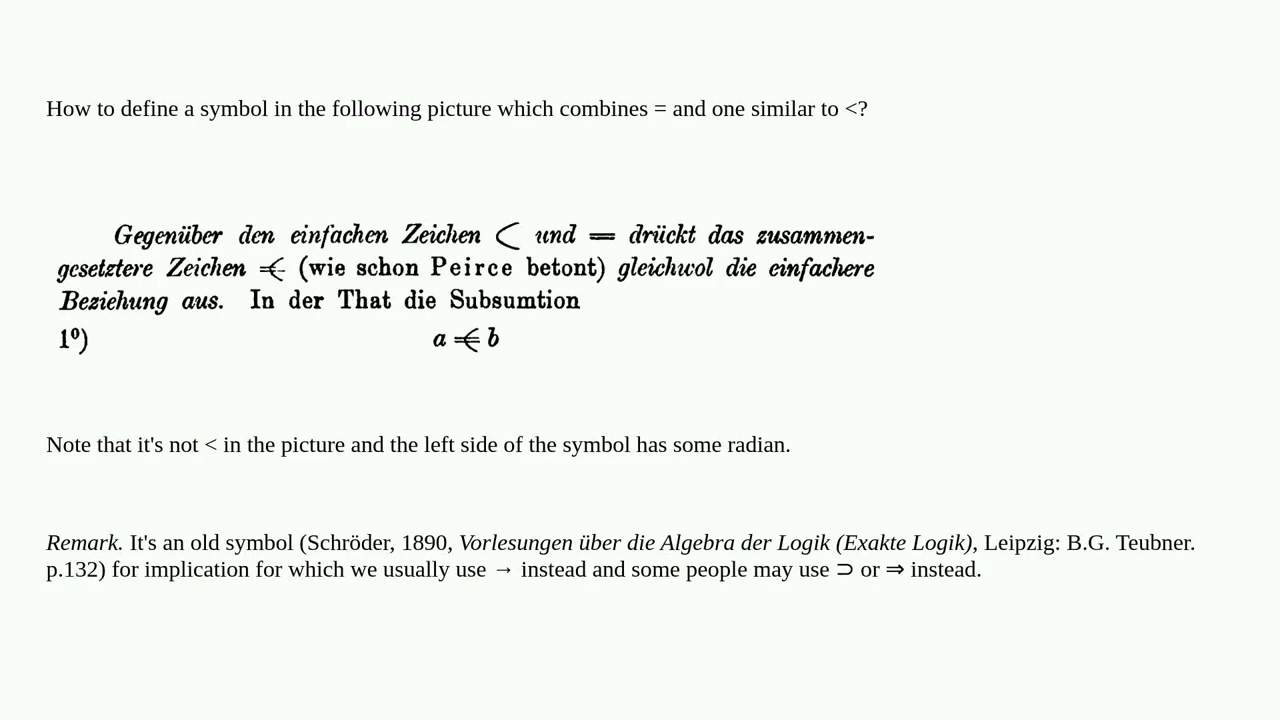 How to define a symbol in the following picture which combines = and one similar to <?
Gegenüber den einfachen Zeichen ⊂ und = drückt das zusammen-
gesetztere Zeichen ⋹ (wie schon Peirce betont) gleichwol die einfachere
Beziehung aus. In der That die Subsumtion
1⁰) a ⋹ b
Note that it's not < in the picture and the left side of the symbol has some radian.
Remark. It's an old symbol (Schröder, 1890, Vorlesungen über die Algebra der Logik (Exakte Logik), Leipzig: B.G. Teubner.
p.132) for implication for which we usually use → instead and some people may use ⊃ or ⇒ instead.